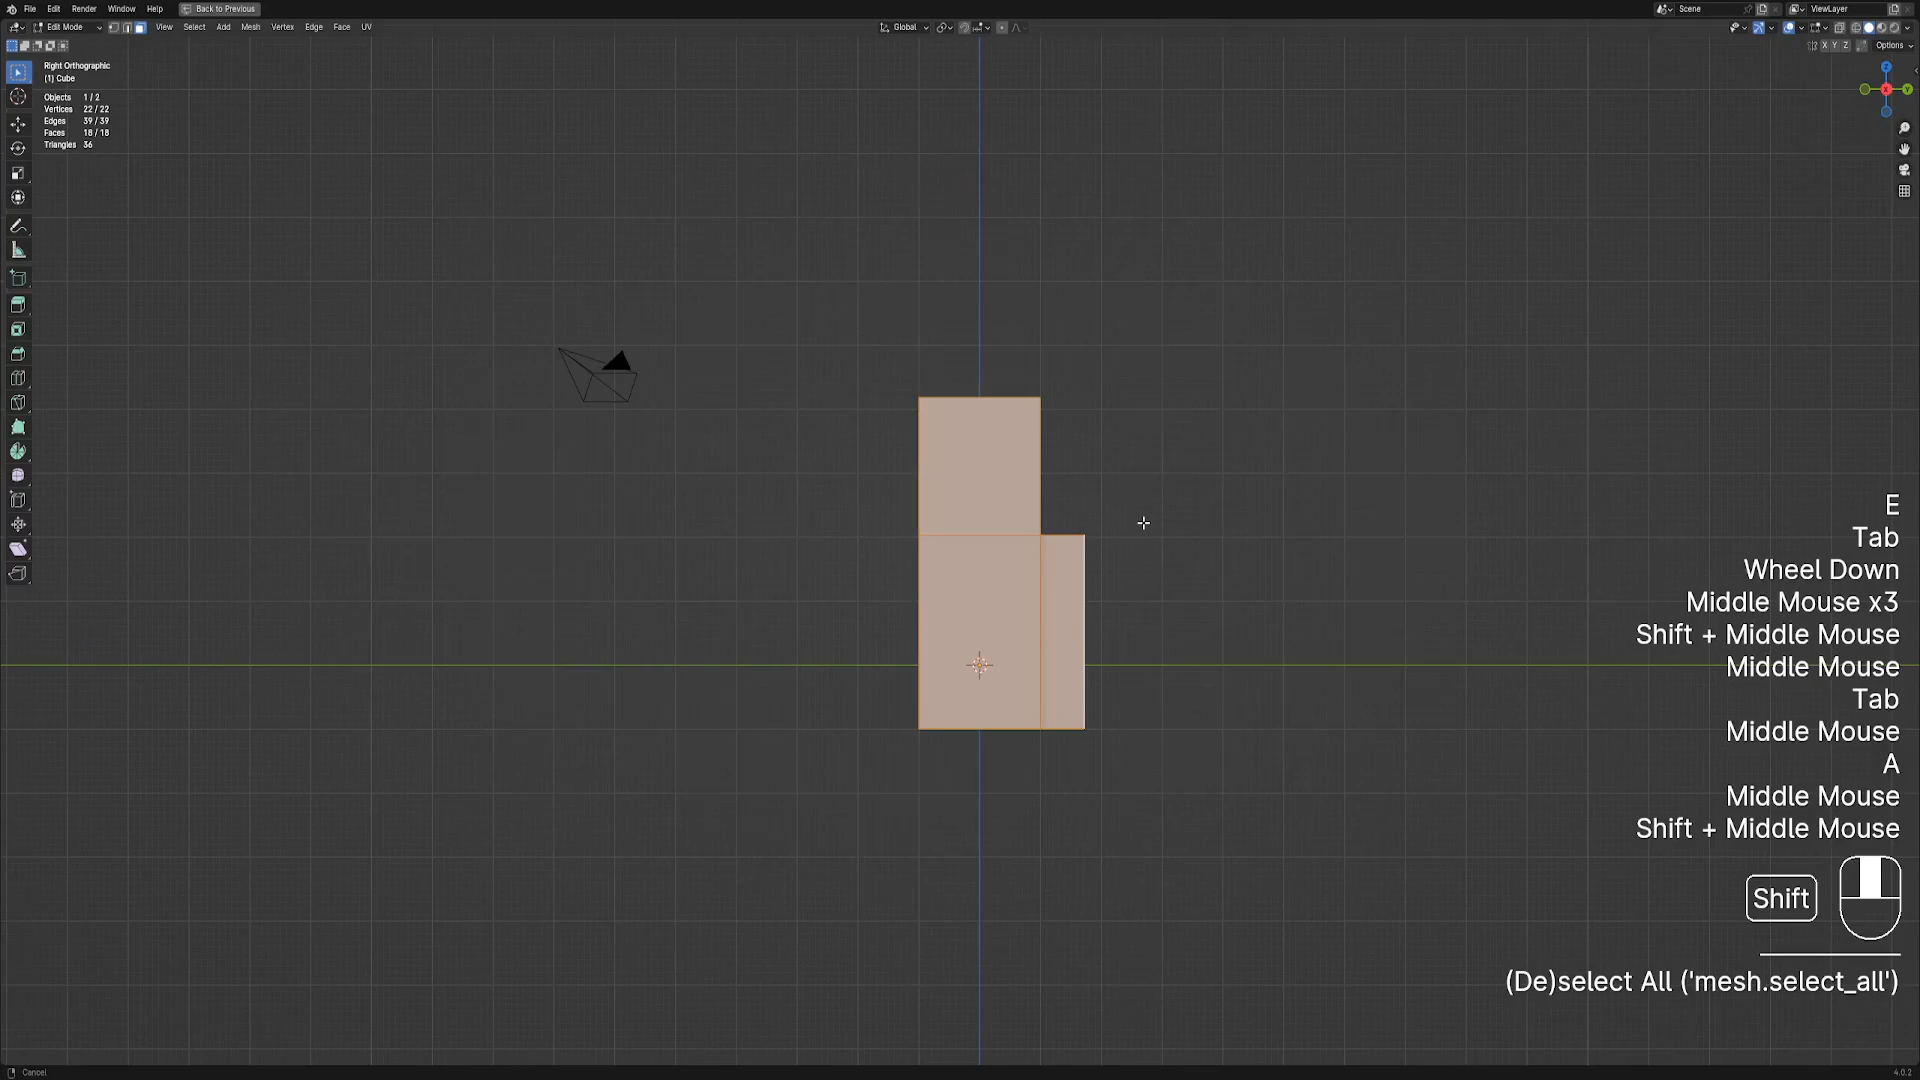 File Edit Render Window Help Back to Previous Scene ViewLayer
Edit Mode View Select Add Mesh Vertex Edge Face UV Global
X Y Z Options
Right Orthographic
(1) Cube
Objects 1 / 2
Vertices 22 / 22
Edges 39 / 39
Faces 18 / 18
Triangles 36
Z
X
Y
E
Tab
Wheel Down
Middle Mouse x3
Shift + Middle Mouse
Middle Mouse
Tab
Middle Mouse
A
Middle Mouse
Shift + Middle Mouse
Shift
(De)select All ('mesh.select_all')
Cancel 4.0.2